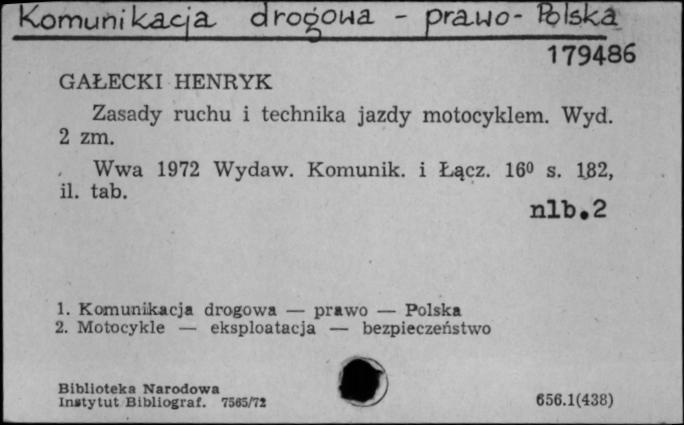 Komunikacja drogowa - prawo - Polska
179486
GAŁECKI HENRYK
Zasady ruchu i technika jazdy motocyklem. Wyd.
2 zm.
Wwa 1972 Wydaw. Komunik. i Łącz. 16⁰ s. 182,
il. tab.
nlb.2
1. Komunikacja drogowa — prawo — Polska
2. Motocykle — eksploatacja — bezpieczeństwo
Biblioteka Narodowa
Instytut Bibliograf. 7565/72
656.1(438)